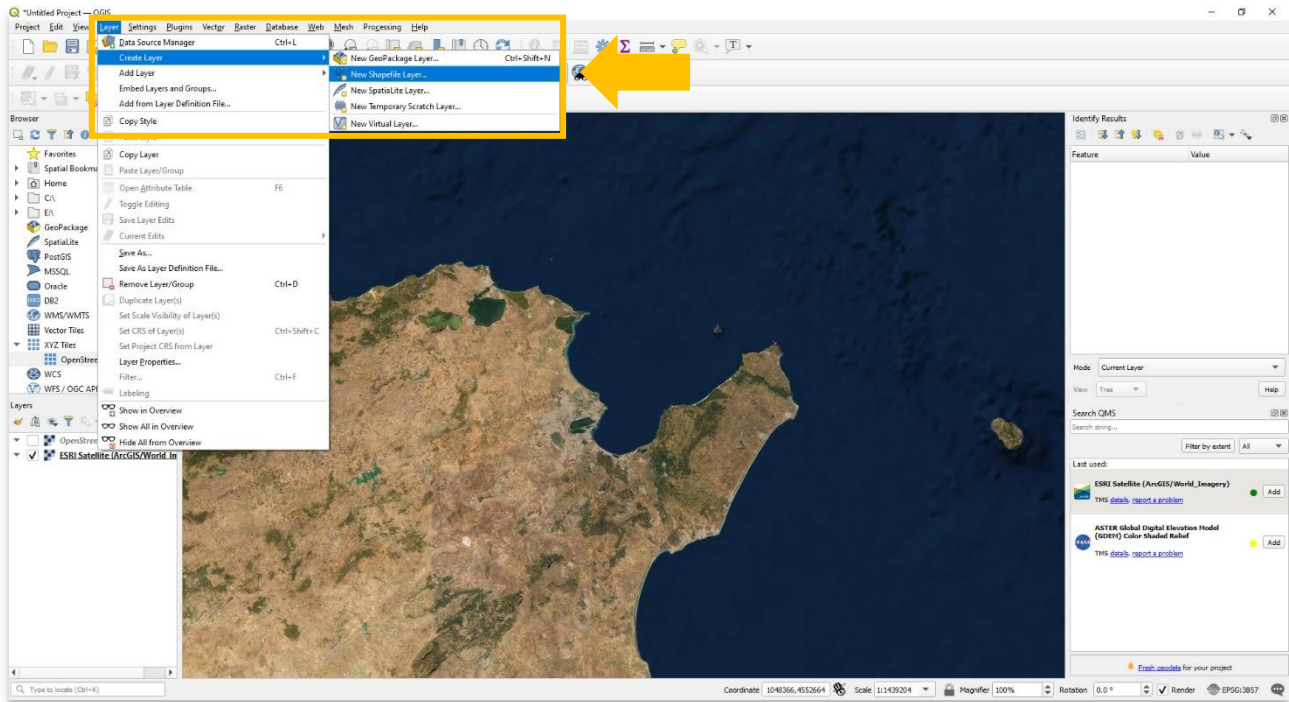 *Untitled Project — QGIS
Project Edit View Layer Settings Plugins Vector Raster Database Web Mesh Processing Help
Data Source Manager Ctrl+L
Create Layer
Add Layer
Embed Layers and Groups...
Add from Layer Definition File...
Copy Style
Copy Layer
Paste Layer/Group
Open Attribute Table F6
Toggle Editing
Save Layer Edits
Current Edits
Save As...
Save As Layer Definition File...
Remove Layer/Group Ctrl+D
Duplicate Layer(s)
Set Scale Visibility of Layer(s)
Set CRS of Layer(s) Ctrl+Shift+C
Set Project CRS from Layer
Layer Properties...
Filter... Ctrl+F
Labeling
Show in Overview
Show All in Overview
Hide All from Overview
New GeoPackage Layer... Ctrl+Shift+N
New Shapefile Layer...
New SpatiaLite Layer...
New Temporary Scratch Layer...
New Virtual Layer...
Browser
Favorites
Spatial Bookma
Home
C:\
E:\
GeoPackage
SpatiaLite
PostGIS
MSSQL
Oracle
DB2
WMS/WMTS
Vector Tiles
XYZ Tiles
OpenStree
WCS
WFS / OGC API
Layers
OpenStree
ESRI Satellite (ArcGIS/World_In
Identify Results
Feature Value
Mode Current Layer
View Tree Help
Search QMS
Search string...
Filter by extent All
Last used:
ESRI Satellite (ArcGIS/World_Imagery)
TMS details, report a problem
Add
ASTER Global Digital Elevation Model
(GDEM) Color Shaded Relief
TMS details, report a problem
Add
Fresh geodata for your project
Type to locate (Ctrl+K)
Coordinate 1048366,4552664 Scale 1:1439204 Magnifier 100% Rotation 0.0 ° Render EPSG:3857